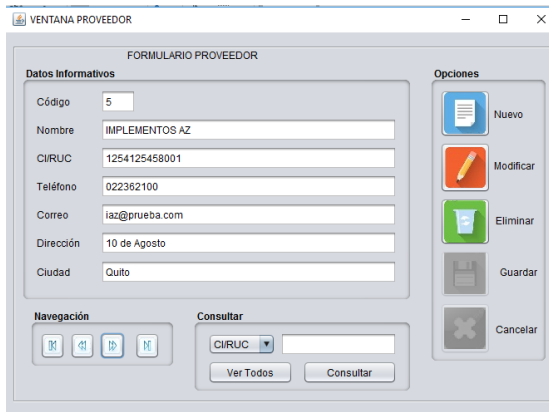 VENTANA PROVEEDOR
FORMULARIO PROVEEDOR
Datos Informativos
Código 5
Nombre IMPLEMENTOS AZ
CI/RUC 1254125458001
Teléfono 022362100
Correo iaz@prueba.com
Dirección 10 de Agosto
Ciudad Quito
Opciones
Nuevo
Modificar
Eliminar
Guardar
Cancelar
Navegación
Consultar
CI/RUC
Ver Todos Consultar